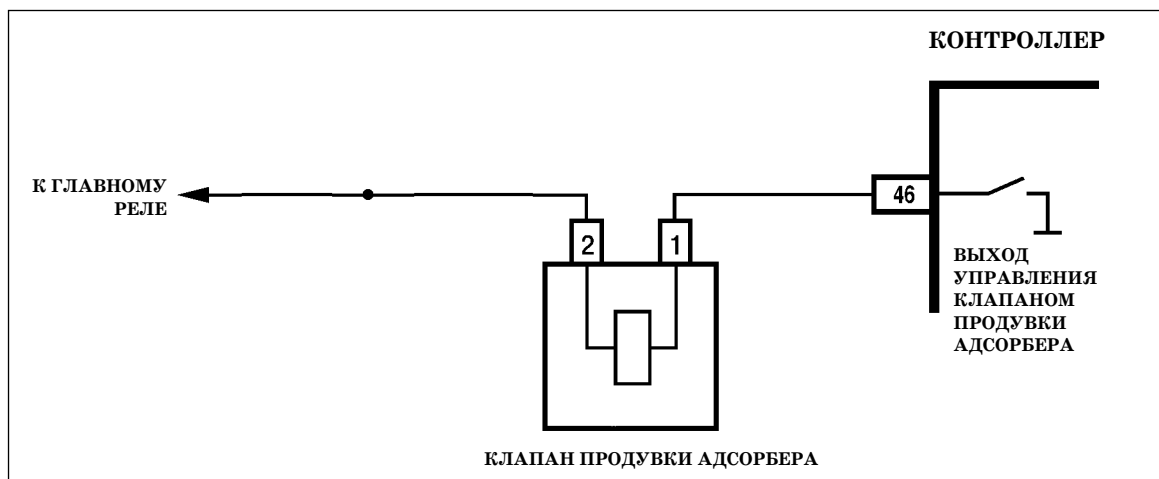 КОНТРОЛЛЕР
К ГЛАВНОМУ
РЕЛЕ
46
2
1
ВЫХОД
УПРАВЛЕНИЯ
КЛАПАНОМ
ПРОДУВКИ
АДСОРБЕРА
КЛАПАН ПРОДУВКИ АДСОРБЕРА